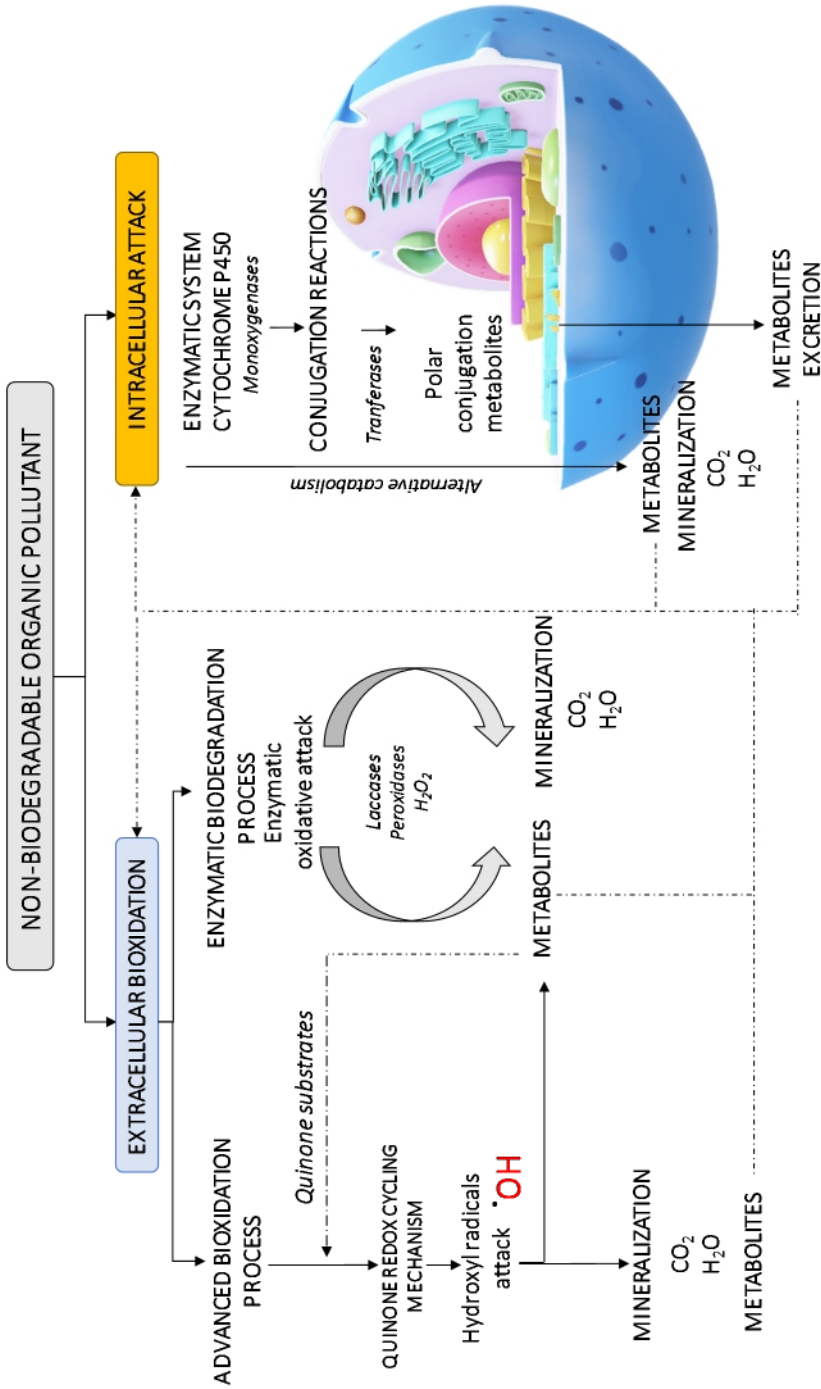 NON-BIODEGRADABLE ORGANIC POLLUTANT
EXTRACELLULAR BIOXIDATION
INTRACELLULAR ATTACK
ADVANCED BIOXIDATION
PROCESS
Quinone substrates
QUINONE REDOX CYCLING
MECHANISM
Hydroxyl radicals
attack
·OH
MINERALIZATION
CO₂
H₂O
METABOLITES
ENZYMATIC BIODEGRADATION
PROCESS Enzymatic
oxidative attack
Laccases
Peroxidases
H₂O₂
METABOLITES
MINERALIZATION
CO₂
H₂O
ENZYMATIC SYSTEM
CYTOCHROME P450
Monoxygenases
CONJUGATION REACTIONS
Tranferases
Polar
conjugation
metabolites
Alternative catabolism
METABOLITES
MINERALIZATION
CO₂
H₂O
METABOLITES
EXCRETION